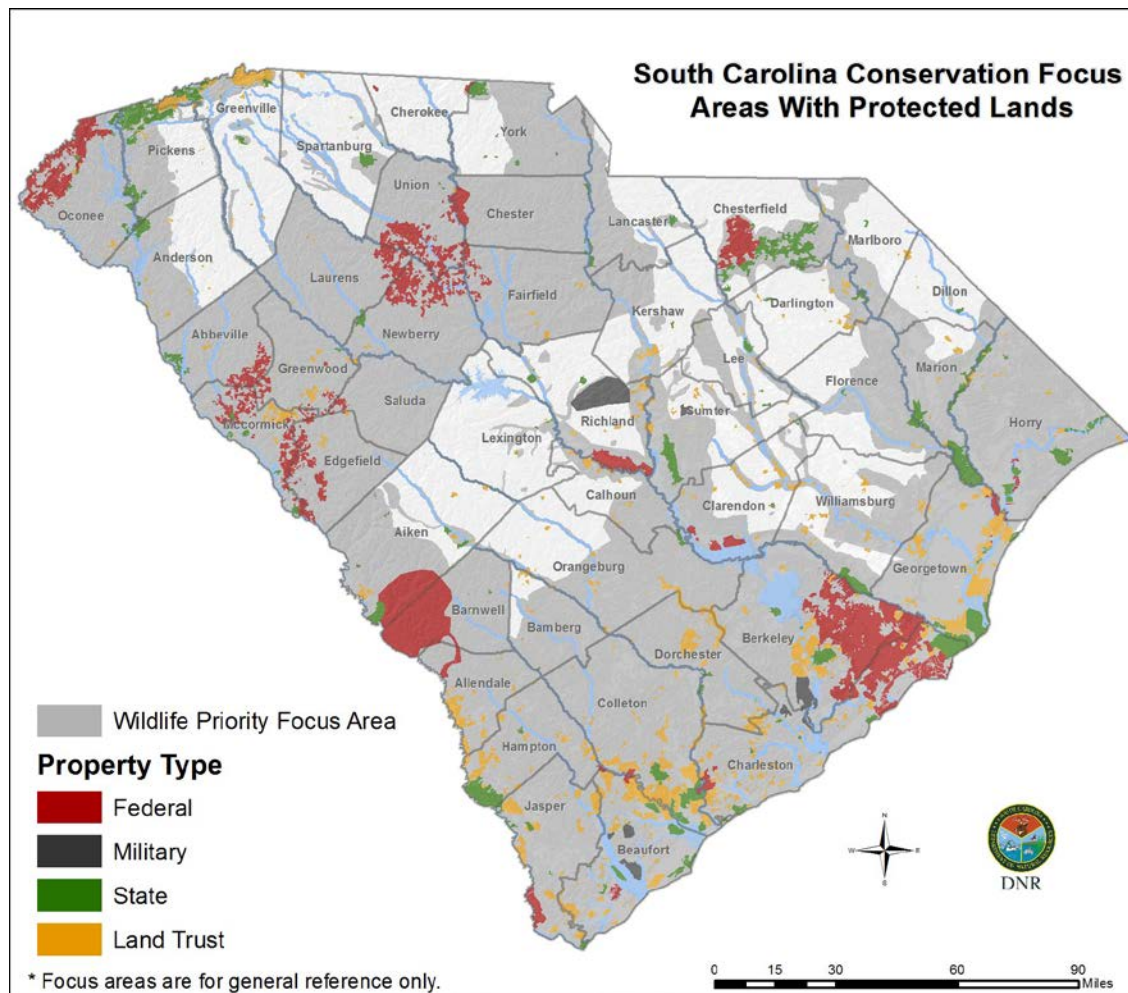 South Carolina Conservation Focus
Areas With Protected Lands
Greenville
Cherokee
York
Pickens
Spartanburg
Union
Oconee
Chester
Lancaster
Chesterfield
Marlboro
Anderson
Laurens
Fairfield
Darlington
Dillon
Kershaw
Abbeville
Newberry
Lee
Greenwood
Florence
Marion
Saluda
Sumter
Richland
Horry
McCormick
Lexington
Edgefield
Calhoun
Clarendon
Williamsburg
Aiken
Orangeburg
Georgetown
Barnwell
Bamberg
Berkeley
Dorchester
Allendale
Colleton
Hampton
Charleston
Jasper
Beaufort
Wildlife Priority Focus Area
Property Type
Federal
Military
State
Land Trust
* Focus areas are for general reference only.
N
W E
S
DNR
0 15 30 60 90
Miles